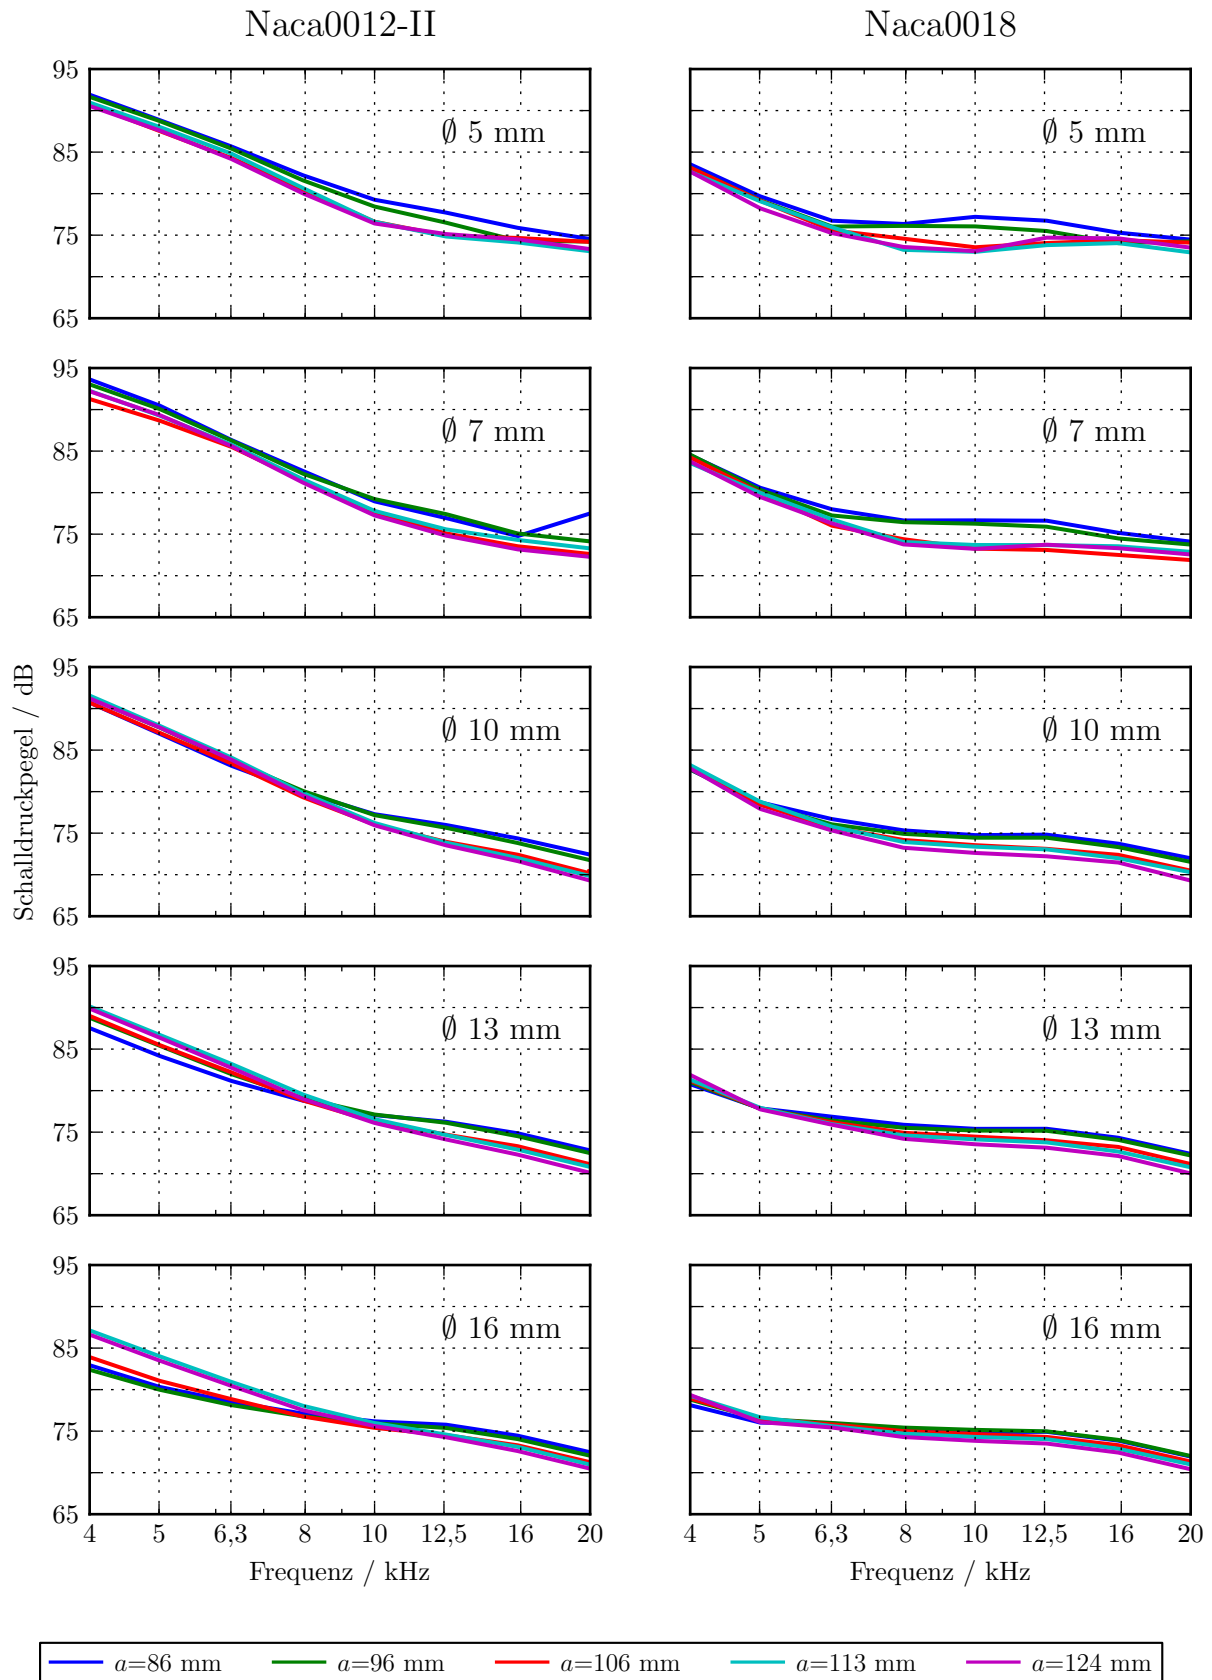 Naca0012-II Naca0018
95
85
75
65
∅ 5 mm ∅ 5 mm
95
85
75
65
∅ 7 mm ∅ 7 mm
Schalldruckpegel / dB
95
85
75
65
∅ 10 mm ∅ 10 mm
95
85
75
65
∅ 13 mm ∅ 13 mm
95
85
75
65
∅ 16 mm ∅ 16 mm
4 5 6,3 8 10 12,5 16 20 4 5 6,3 8 10 12,5 16 20
Frequenz / kHz Frequenz / kHz
a=86 mm a=96 mm a=106 mm a=113 mm a=124 mm